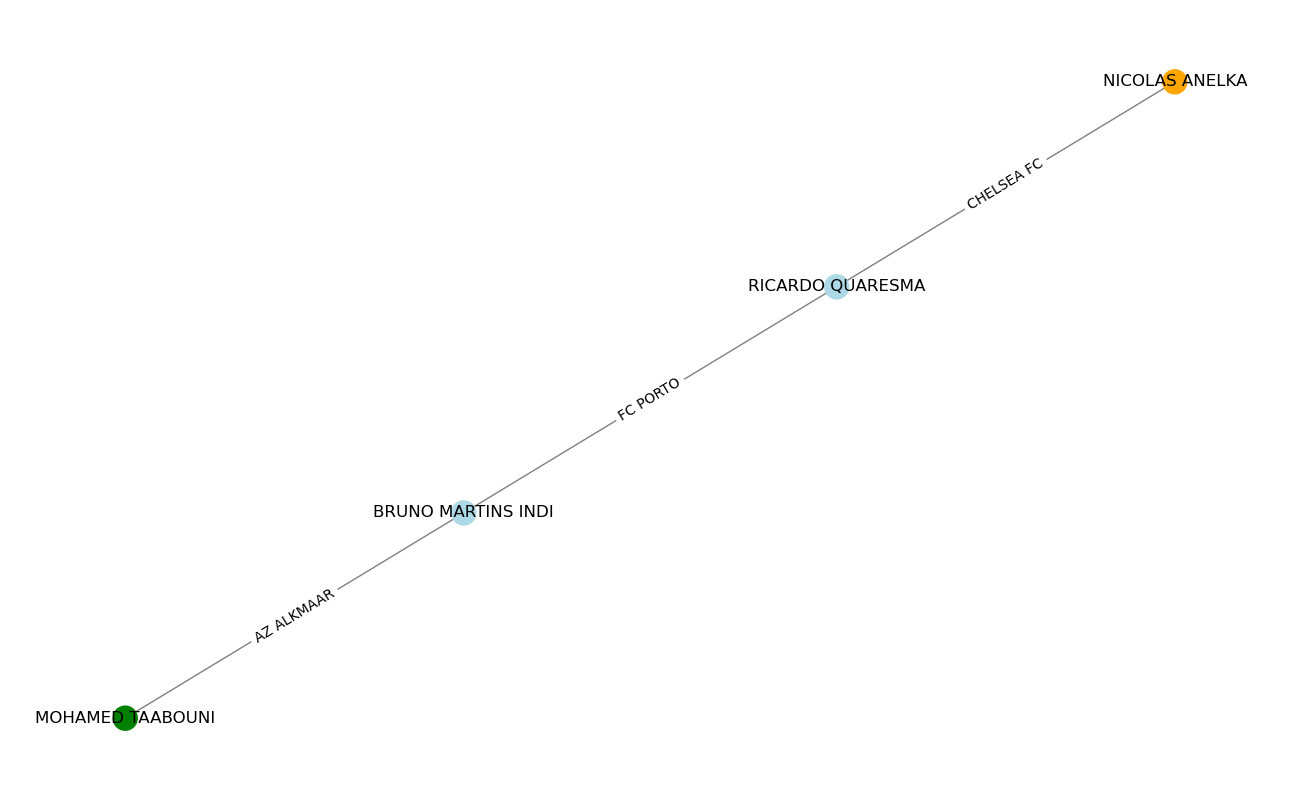 NICOLAS ANELKA
CHELSEA FC
RICARDO QUARESMA
FC PORTO
BRUNO MARTINS INDI
AZ ALKMAAR
MOHAMED TAABOUNI